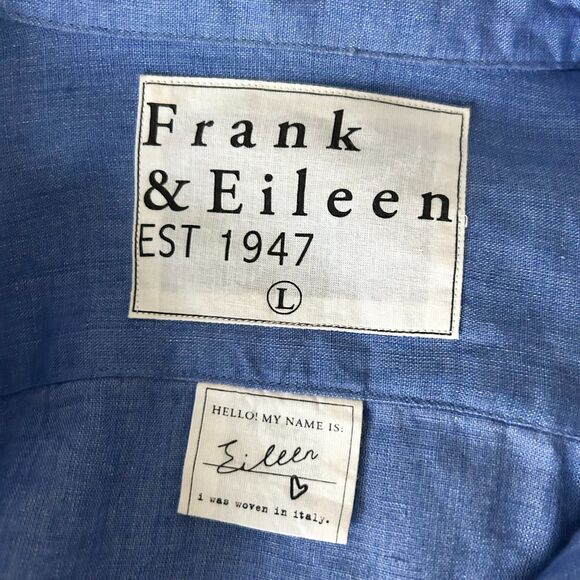 Frank
& Eileen
EST 1947
L
HELLO! MY NAME IS:
Eileen
i was woven in italy.